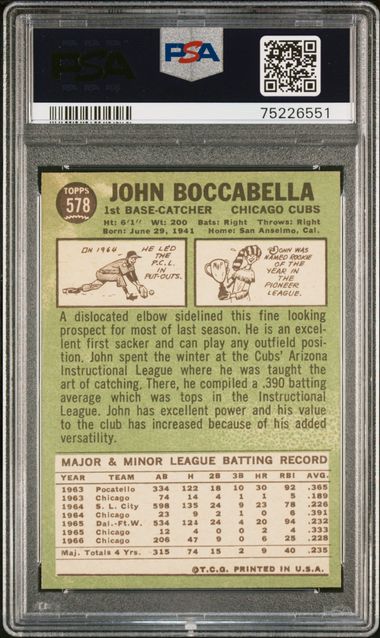 PSA
PSA
75226551
TOPPS
578
JOHN BOCCABELLA
1st BASE-CATCHER CHICAGO CUBS
Ht: 6'1" Wt: 200 Bats: Right Throws: Right
Born: June 29, 1941 Home: San Anselmo, Cal.
IN 1964
HE LED
THE
P.C.L.
IN
PUT-OUTS.
JOHN WAS
NAMED ROOKIE
OF THE
YEAR IN
THE
PIONEER
LEAGUE.
A dislocated elbow sidelined this fine looking
prospect for most of last season. He is an excel-
lent first sacker and can play any outfield posi-
tion. John spent the winter at the Cubs' Arizona
Instructional League where he was taught the
art of catching. There, he compiled a .390 batting
average which was tops in the Instructional
League. John has excellent power and his value
to the club has increased because of his added
versatility.
MAJOR & MINOR LEAGUE BATTING RECORD
YEAR TEAM AB H 2B 3B HR RBI AVG.
1963 Pocatello 334 122 18 10 30 92 .365
1963 Chicago 74 14 4 1 1 5 .189
1964 S. L. City 598 135 24 9 23 78 .226
1964 Chicago 23 9 2 1 0 6 .391
1965 Dal.-Ft.W. 534 124 24 4 20 94 .232
1965 Chicago 12 4 0 0 2 4 .333
1966 Chicago 206 47 9 0 6 25 .228
Maj. Totals 4 Yrs. 315 74 15 2 9 40 .235
©T.C.G. PRINTED IN U.S.A.